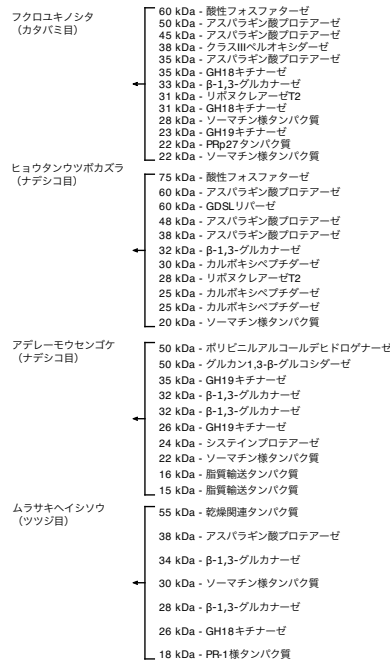 フクロユキノシタ
（カタバミ目）
60 kDa - 酸性フォスファターゼ
50 kDa - アスパラギン酸プロテアーゼ
45 kDa - アスパラギン酸プロテアーゼ
38 kDa - クラスIIIペルオキシダーゼ
35 kDa - アスパラギン酸プロテアーゼ
35 kDa - GH18キチナーゼ
33 kDa - β-1,3-グルカナーゼ
31 kDa - リボヌクレアーゼT2
31 kDa - GH18キチナーゼ
28 kDa - ソーマチン様タンパク質
23 kDa - GH19キチナーゼ
22 kDa - PRp27タンパク質
22 kDa - ソーマチン様タンパク質
ヒョウタンウツボカズラ
（ナデシコ目）
75 kDa - 酸性フォスファターゼ
60 kDa - アスパラギン酸プロテアーゼ
60 kDa - GDSLリパーゼ
48 kDa - アスパラギン酸プロテアーゼ
38 kDa - アスパラギン酸プロテアーゼ
32 kDa - β-1,3-グルカナーゼ
30 kDa - カルボキシペプチダーゼ
28 kDa - リボヌクレアーゼT2
25 kDa - カルボキシペプチダーゼ
25 kDa - カルボキシペプチダーゼ
20 kDa - ソーマチン様タンパク質
アデレーモウセンゴケ
（ナデシコ目）
50 kDa - ポリビニルアルコールデヒドロゲナーゼ
50 kDa - グルカン1,3-β-グルコシダーゼ
35 kDa - GH19キチナーゼ
32 kDa - β-1,3-グルカナーゼ
32 kDa - β-1,3-グルカナーゼ
26 kDa - GH19キチナーゼ
24 kDa - システインプロテアーゼ
22 kDa - ソーマチン様タンパク質
16 kDa - 脂質輸送タンパク質
15 kDa - 脂質輸送タンパク質
ムラサキヘイシソウ
（ツツジ目）
55 kDa - 乾燥関連タンパク質
38 kDa - アスパラギン酸プロテアーゼ
34 kDa - β-1,3-グルカナーゼ
30 kDa - ソーマチン様タンパク質
28 kDa - β-1,3-グルカナーゼ
26 kDa - GH18キチナーゼ
18 kDa - PR-1様タンパク質